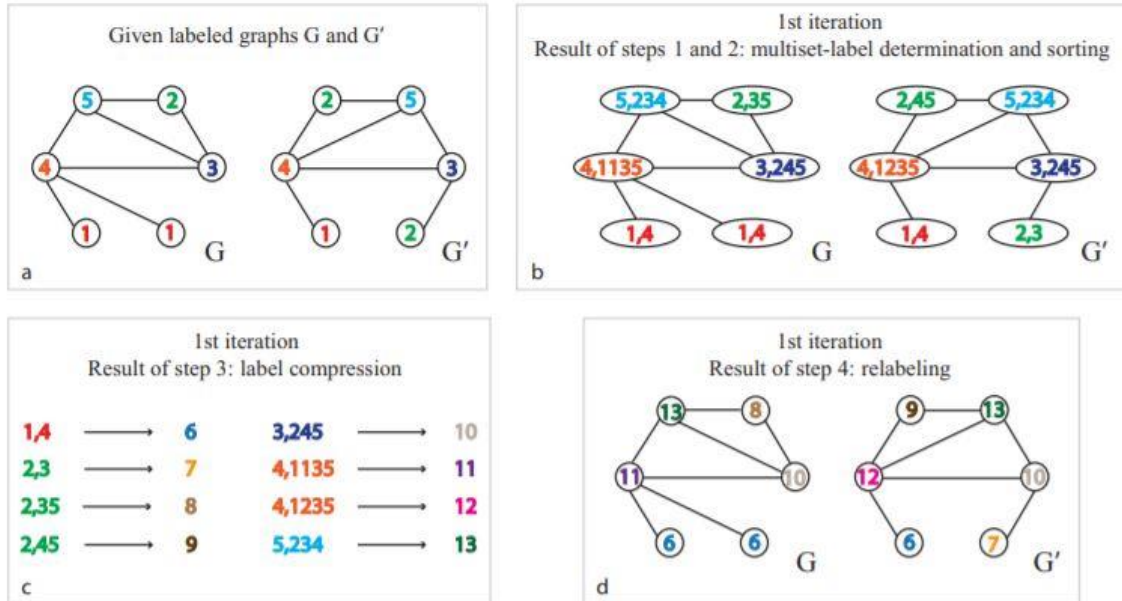 Given labeled graphs G and G′
5 2
4 3
1 1
G
2 5
4 3
1 2
G′
a
1st iteration
Result of steps 1 and 2: multiset-label determination and sorting
5,234 2,35
4,1135 3,245
1,4 1,4
G
2,45 5,234
4,1235 3,245
1,4 2,3
G′
b
1st iteration
Result of step 3: label compression
1,4 → 6
2,3 → 7
2,35 → 8
2,45 → 9
3,245 → 10
4,1135 → 11
4,1235 → 12
5,234 → 13
c
1st iteration
Result of step 4: relabeling
13 8
11 10
6 6
G
9 13
12 10
6 7
G′
d